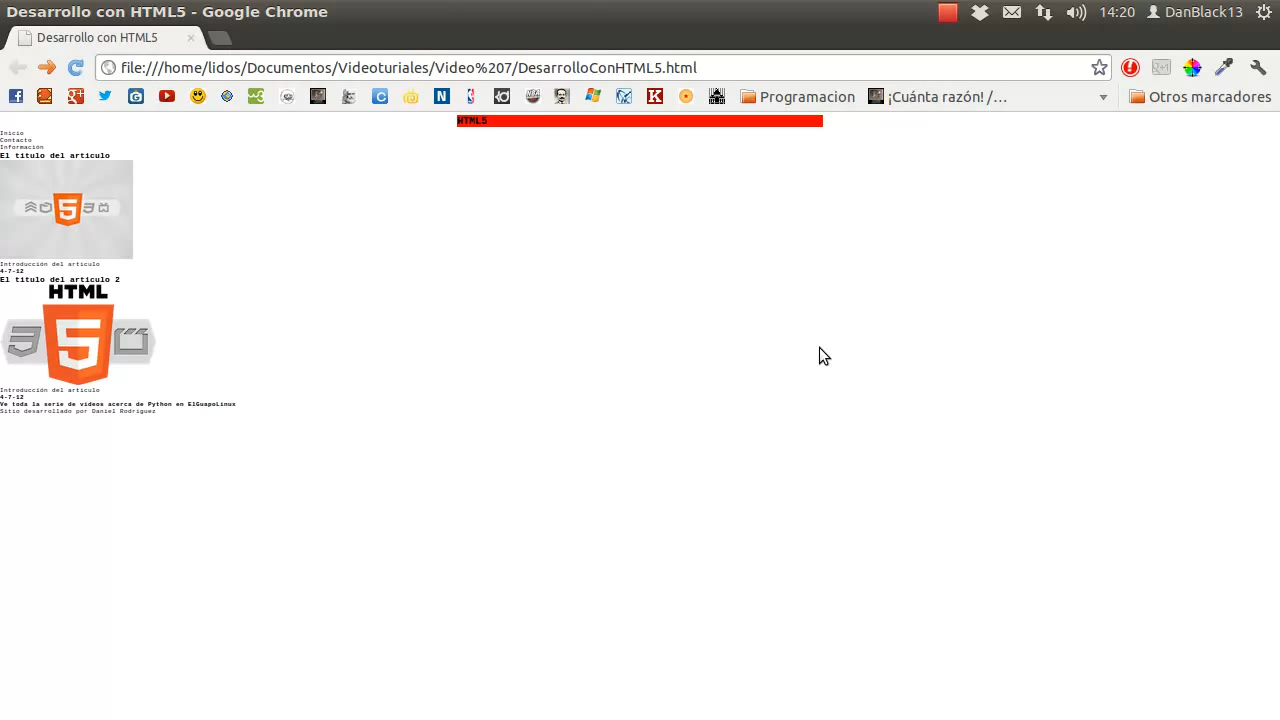 Desarrollo con HTML5 - Google Chrome
14:20 DanBlack13
Desarrollo con HTML5
file:///home/lidos/Documentos/Videoturiales/Video%207/DesarrolloConHTML5.html
Programacion ¡Cuánta razón! /... Otros marcadores
HTML5
Inicio
Contacto
Información
El titulo del articulo
5
Introducción del articulo
4-7-12
El titulo del articulo 2
HTML
5
Introducción del articulo
4-7-12
Ve toda la serie de videos acerca de Python en ElGuapoLinux
Sitio desarrollado por Daniel Rodriguez